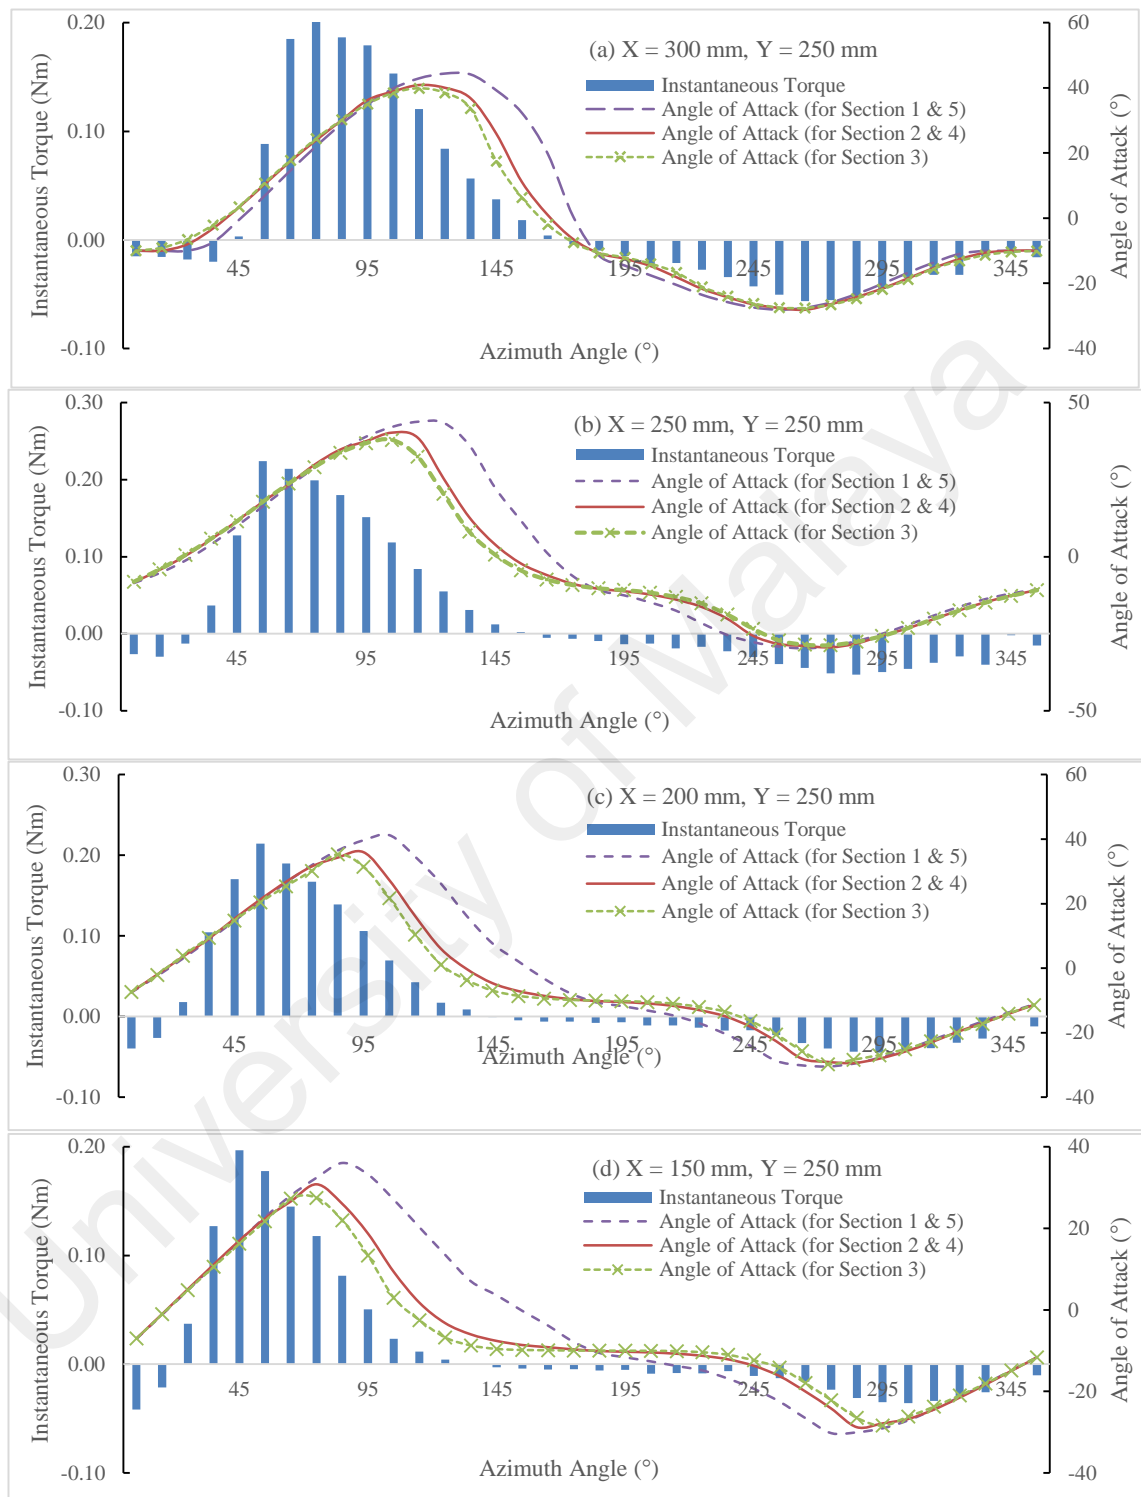 0.20
0.10
0.00
-0.10
Instantaneous Torque (Nm)
60
40
20
0
-20
-40
Angle of Attack (°)
(a) X = 300 mm, Y = 250 mm
Instantaneous Torque
Angle of Attack (for Section 1 & 5)
Angle of Attack (for Section 2 & 4)
Angle of Attack (for Section 3)
45 95 145 195 245 295 345
Azimuth Angle (°)
0.30
0.20
0.10
0.00
-0.10
Instantaneous Torque (Nm)
50
0
-50
Angle of Attack (°)
(b) X = 250 mm, Y = 250 mm
Instantaneous Torque
Angle of Attack (for Section 1 & 5)
Angle of Attack (for Section 2 & 4)
Angle of Attack (for Section 3)
45 95 145 195 245 295 345
Azimuth Angle (°)
0.30
0.20
0.10
0.00
-0.10
Instantaneous Torque (Nm)
60
40
20
0
-20
-40
Angle of Attack (°)
(c) X = 200 mm, Y = 250 mm
Instantaneous Torque
Angle of Attack (for Section 1 & 5)
Angle of Attack (for Section 2 & 4)
Angle of Attack (for Section 3)
45 95 145 195 245 295 345
Azimuth Angle (°)
0.20
0.10
0.00
-0.10
Instantaneous Torque (Nm)
40
20
0
-20
-40
Angle of Attack (°)
(d) X = 150 mm, Y = 250 mm
Instantaneous Torque
Angle of Attack (for Section 1 & 5)
Angle of Attack (for Section 2 & 4)
Angle of Attack (for Section 3)
45 95 145 195 245 295 345
Azimuth Angle (°)
University of Malaya